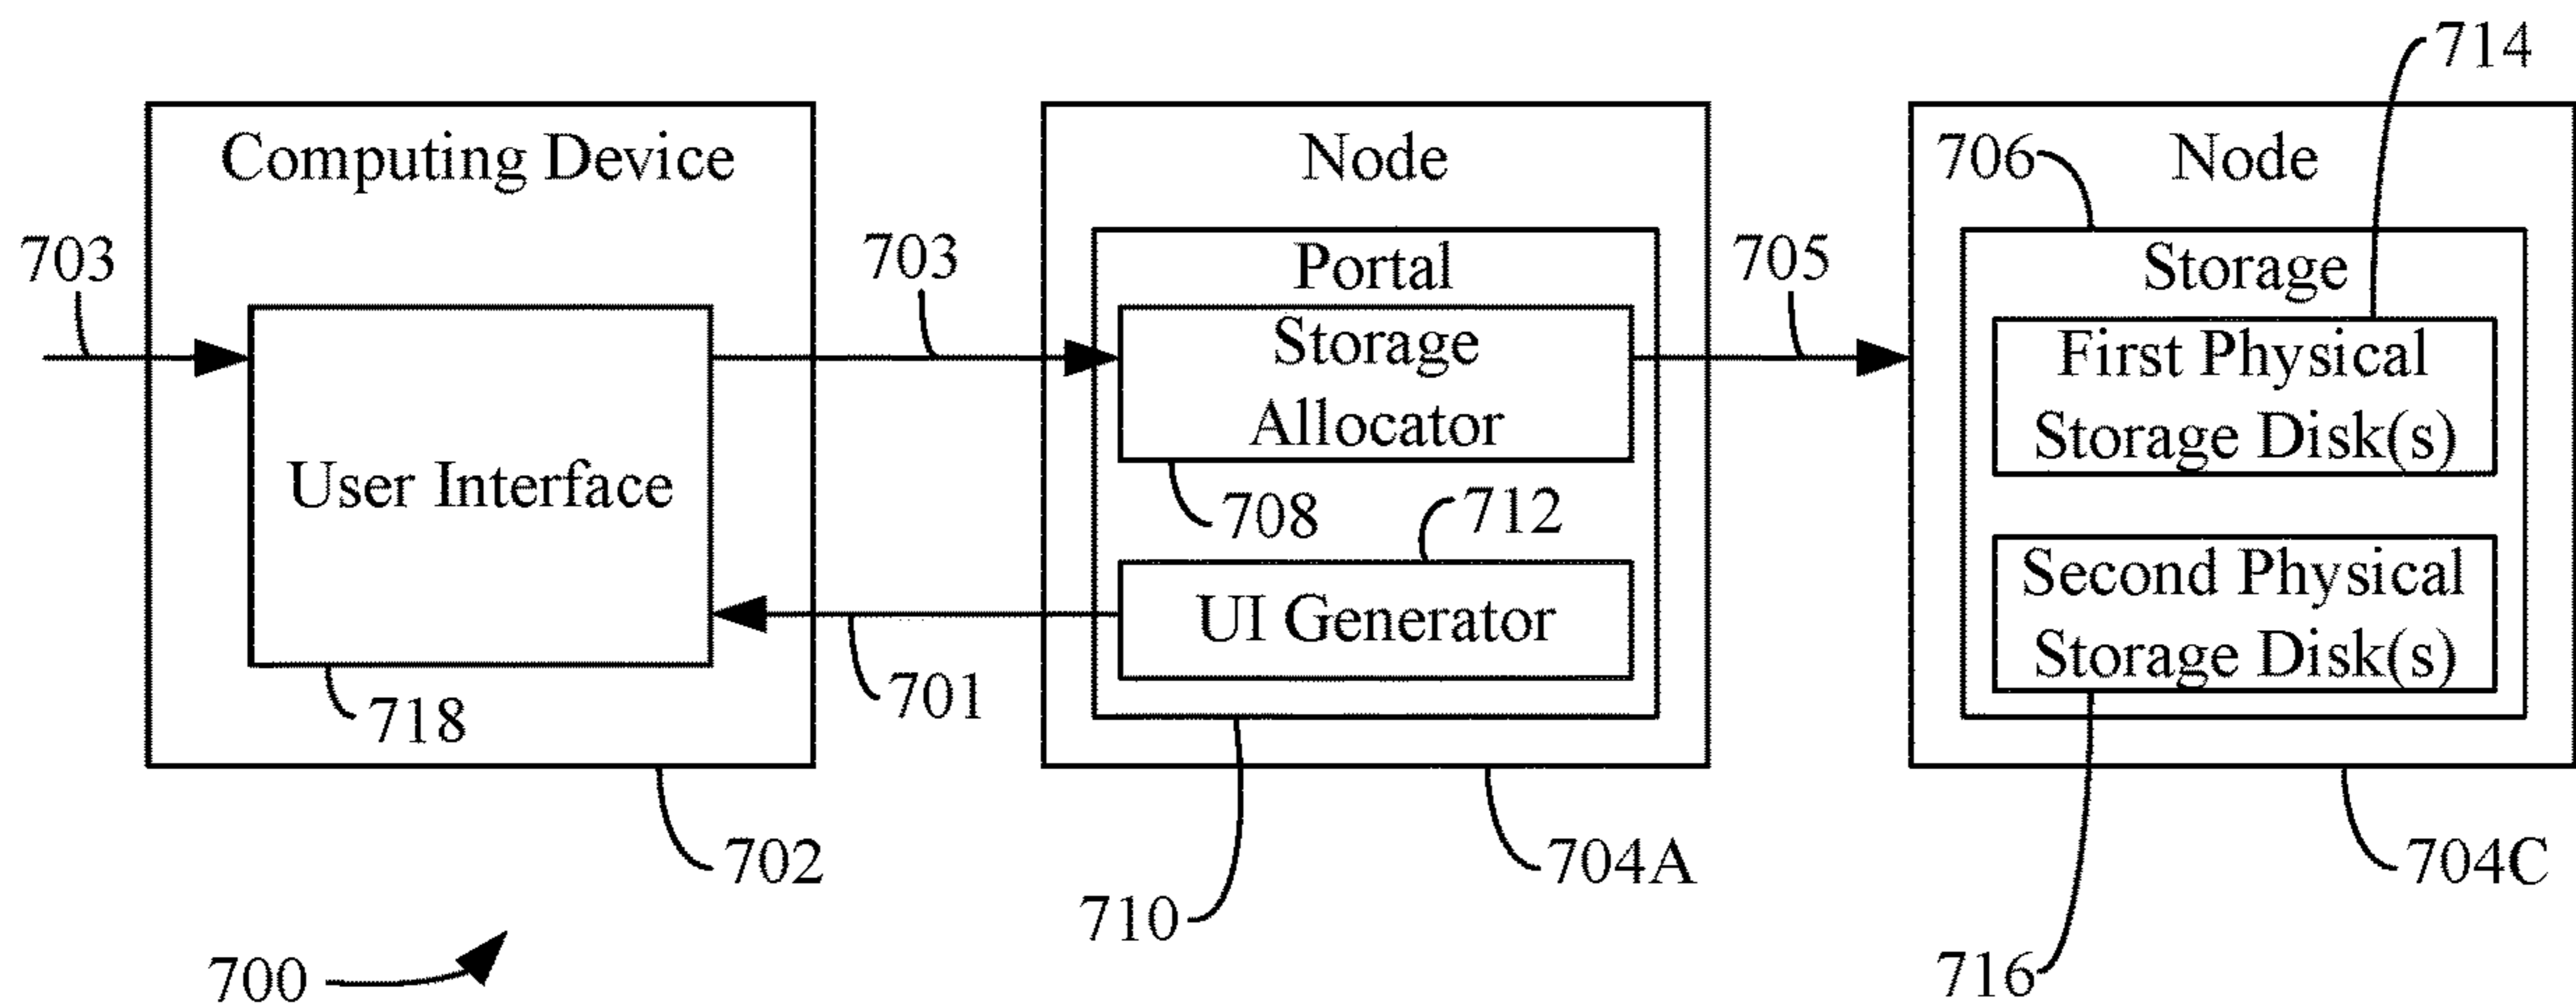 714
Computing Device
Node
706
Node
703
703
Portal
705
Storage
Storage
Allocator
First Physical
Storage Disk(s)
User Interface
708
712
UI Generator
Second Physical
Storage Disk(s)
718
701
702
704A
704C
710
700
716